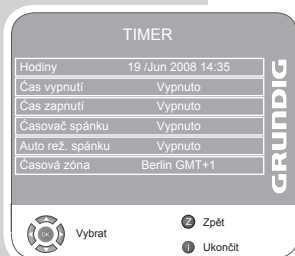 TIMER
Hodiny 19 /Jun 2008 14:35
Čas vypnutí Vypnuto
Čas zapnutí Vypnuto
Časovač spánku Vypnuto
Auto rež. spánku Vypnuto
Časová zóna Berlin GMT+1
GRUNDIG
OK Vybrat
Z Zpět
i Ukončit